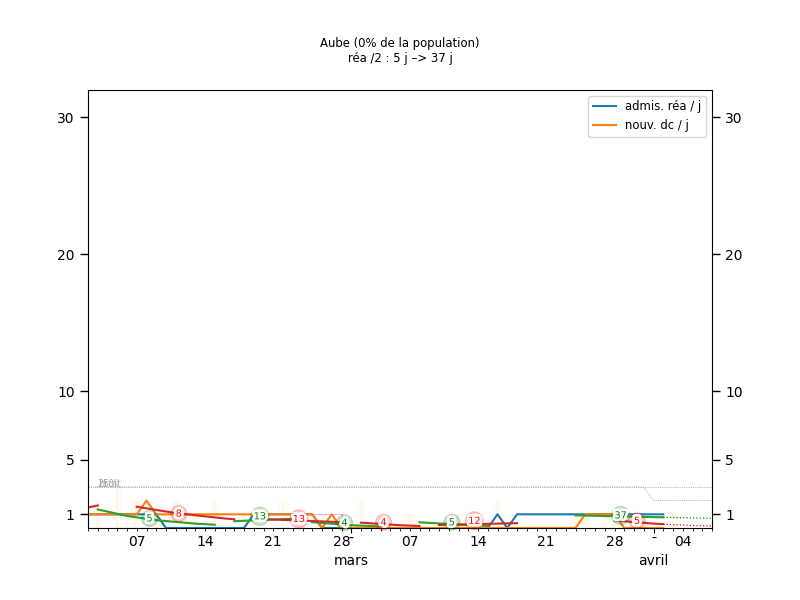 Aube (0% de la population)
réa /2 : 5 j –> 37 j
admis. réa / j
nouv. dc / j
30 30
20 20
10 10
5 5
1 1
5 8 13 13 4 4 5 12 37 5
07 14 21 28 07 14 21 28 04
- -
mars avril